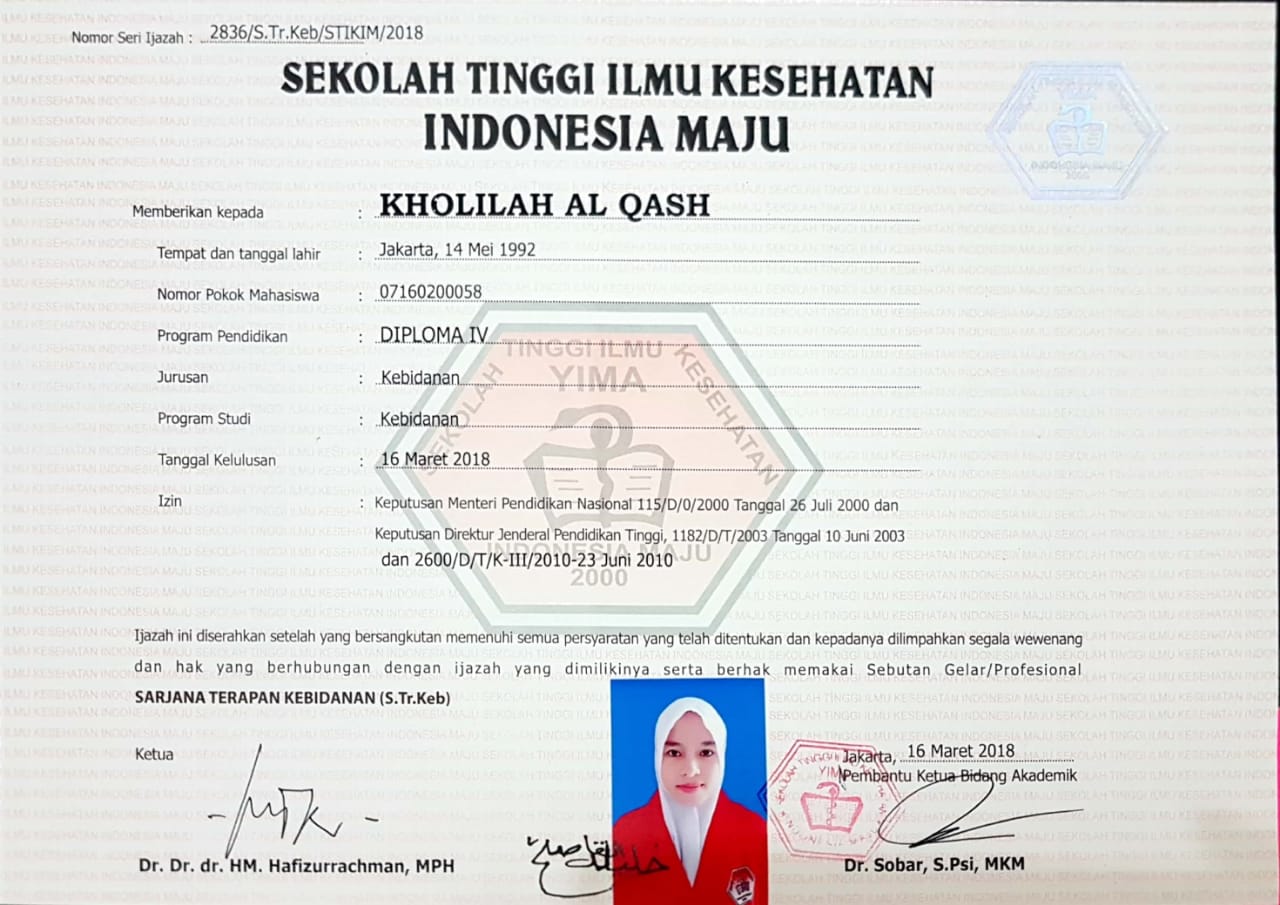 Nomor Seri Ijazah : 2836/S.Tr.Keb/STIKIM/2018
SEKOLAH TINGGI ILMU KESEHATAN
INDONESIA MAJU
Memberikan kepada : KHOLILAH AL QASH
Tempat dan tanggal lahir : Jakarta, 14 Mei 1992
Nomor Pokok Mahasiswa : 07160200058
Program Pendidikan : DIPLOMA IV
Jurusan : Kebidanan
Program Studi : Kebidanan
Tanggal Kelulusan : 16 Maret 2018
Izin : Keputusan Menteri Pendidikan Nasional 115/D/0/2000 Tanggal 26 Juli 2000 dan
Keputusan Direktur Jenderal Pendidikan Tinggi, 1182/D/T/2003 Tanggal 10 Juni 2003
dan 2600/D/T/K-III/2010-23 Juni 2010
SEKOLAH TINGGI ILMU KESEHATAN
YIMA
INDONESIA MAJU
2000
Ijazah ini diserahkan setelah yang bersangkutan memenuhi semua persyaratan yang telah ditentukan dan kepadanya dilimpahkan segala wewenang
dan hak yang berhubungan dengan ijazah yang dimilikinya serta berhak memakai Sebutan Gelar/Profesional
SARJANA TERAPAN KEBIDANAN (S.Tr.Keb)
Ketua
Jakarta, 16 Maret 2018
Pembantu Ketua Bidang Akademik
YIMA
Dr. Dr. dr. HM. Hafizurrachman, MPH
Dr. Sobar, S.Psi, MKM